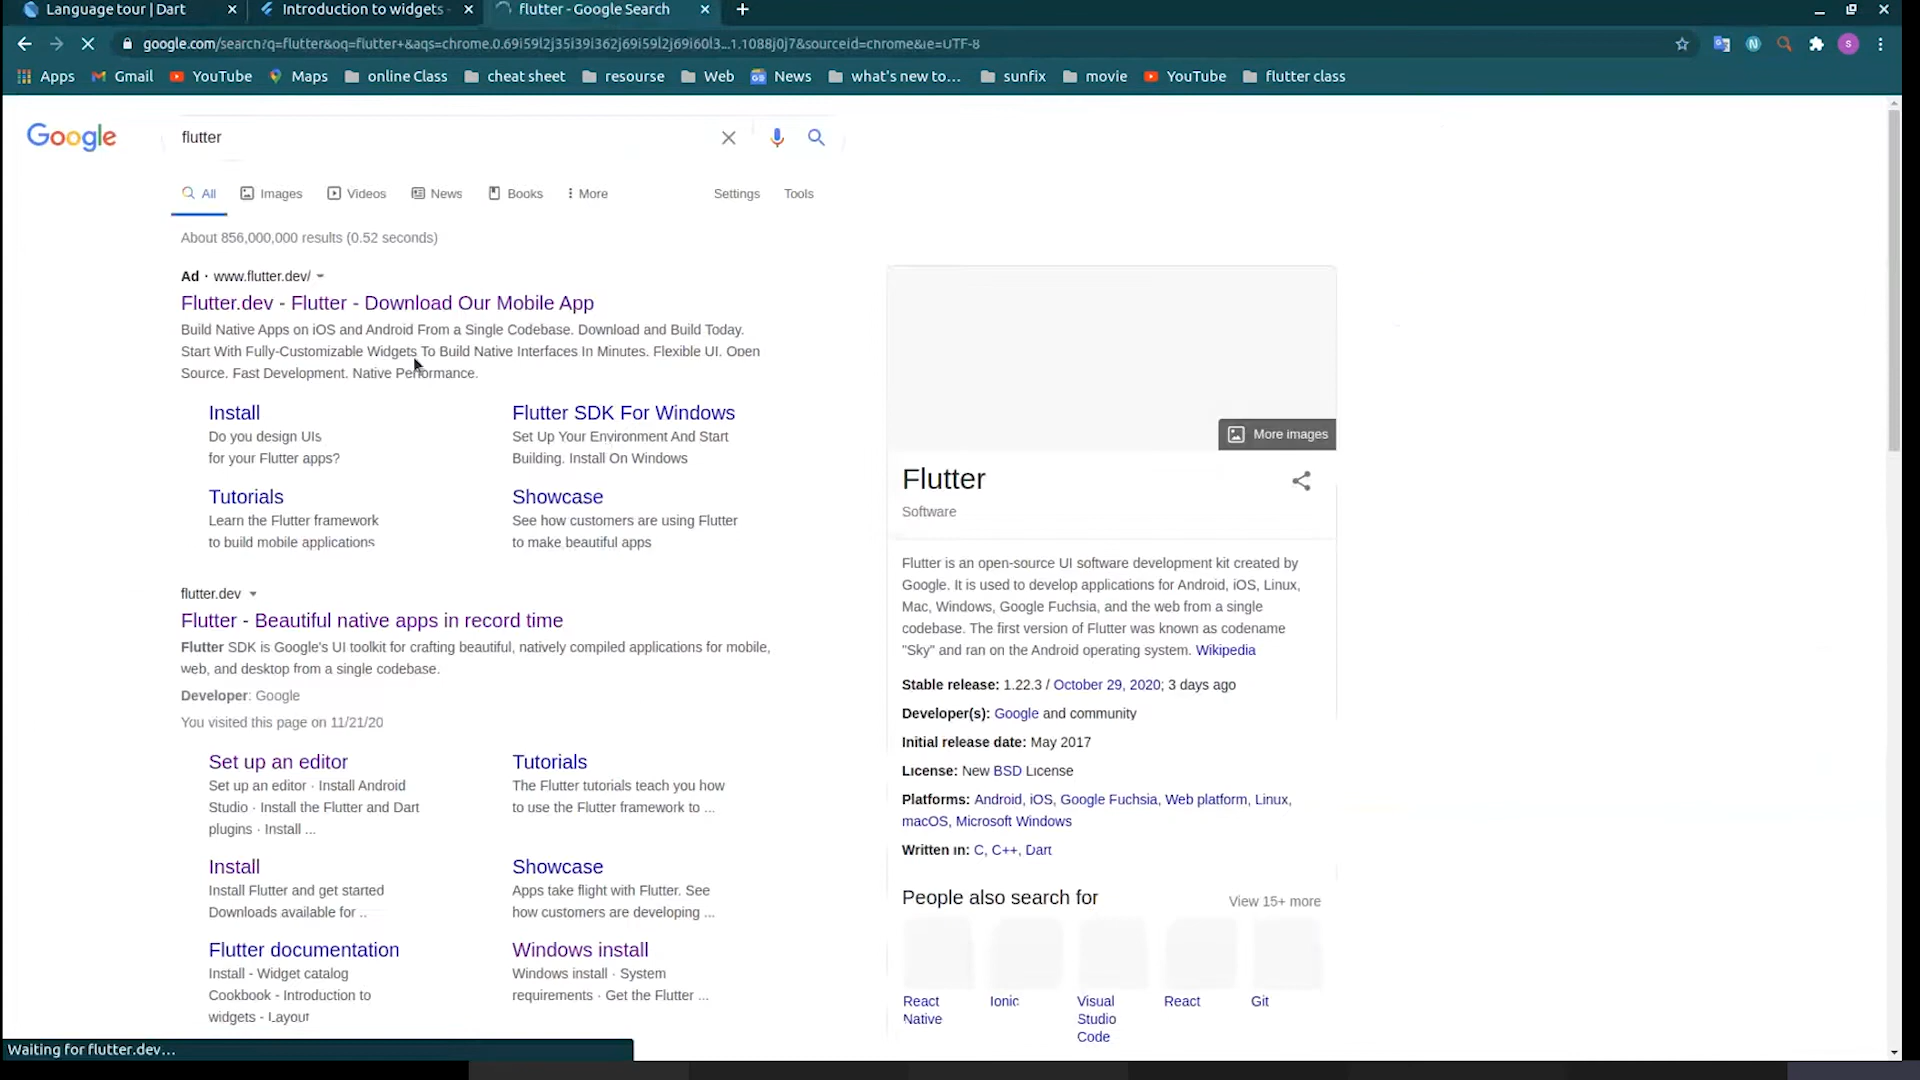 Language tour | Dart
Introduction to widgets -
flutter - Google Search
google.com/search?q=flutter&oq=flutter+&aqs=chrome.0.69i59l2j35i39i362j69i59l2j69i60l3...1.1088j0j7&sourceid=chrome&ie=UTF-8
Apps Gmail YouTube Maps online Class cheat sheet resourse Web News what's new to... sunfix movie YouTube flutter class
Google
flutter
All Images Videos News Books More Settings Tools
About 856,000,000 results (0.52 seconds)
Ad · www.flutter.dev/
Flutter.dev - Flutter - Download Our Mobile App
Build Native Apps on iOS and Android From a Single Codebase. Download and Build Today.
Start With Fully-Customizable Widgets To Build Native Interfaces In Minutes. Flexible UI. Open
Source. Fast Development. Native Performance.
Install
Do you design UIs
for your Flutter apps?
Flutter SDK For Windows
Set Up Your Environment And Start
Building. Install On Windows
Tutorials
Learn the Flutter framework
to build mobile applications
Showcase
See how customers are using Flutter
to make beautiful apps
flutter.dev
Flutter - Beautiful native apps in record time
Flutter SDK is Google's UI toolkit for crafting beautiful, natively compiled applications for mobile,
web, and desktop from a single codebase.
Developer: Google
You visited this page on 11/21/20
Set up an editor
Set up an editor · Install Android
Studio · Install the Flutter and Dart
plugins · Install ...
Tutorials
The Flutter tutorials teach you how
to use the Flutter framework to ...
Install
Install Flutter and get started
Downloads available for ..
Showcase
Apps take flight with Flutter. See
how customers are developing ...
Flutter documentation
Install - Widget catalog
Cookbook - Introduction to
widgets - Layout
Windows install
Windows install · System
requirements · Get the Flutter ...
More images
Flutter
Software
Flutter is an open-source UI software development kit created by
Google. It is used to develop applications for Android, iOS, Linux,
Mac, Windows, Google Fuchsia, and the web from a single
codebase. The first version of Flutter was known as codename
"Sky" and ran on the Android operating system. Wikipedia
Stable release: 1.22.3 / October 29, 2020; 3 days ago
Developer(s): Google and community
Initial release date: May 2017
License: New BSD License
Platforms: Android, iOS, Google Fuchsia, Web platform, Linux,
macOS, Microsoft Windows
Written in: C, C++, Dart
People also search for
View 15+ more
React
Native
Ionic
Visual
Studio
Code
React
Git
Waiting for flutter.dev...